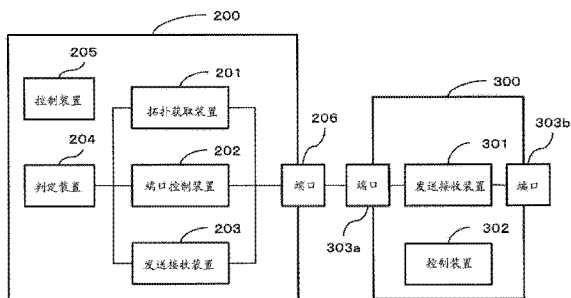 200
205
控制装置
201
拓扑获取装置
204
判定装置
202
端口控制装置
203
发送接收装置
206
端口
300
端口
303a
301
发送接收装置
303b
端口
302
控制装置